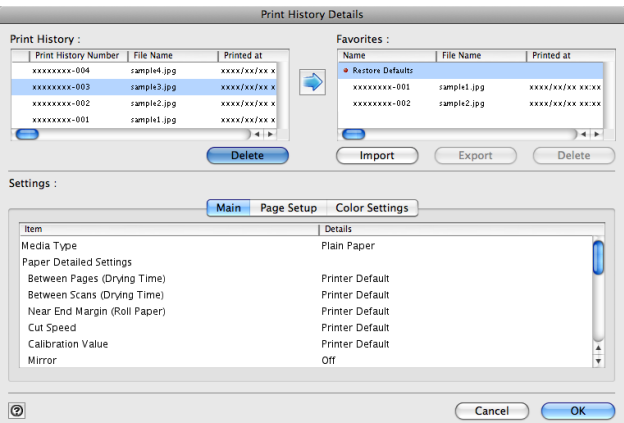 Print History Details
Print History :
Print History Number File Name Printed at
xxxxxxxx-004 sample4.jpg xxxx/xx/xx x
xxxxxxxx-003 sample3.jpg xxxx/xx/xx x
xxxxxxxx-002 sample2.jpg xxxx/xx/xx x
xxxxxxxx-001 sample1.jpg xxxx/xx/xx x
Delete
Favorites :
Name File Name Printed at
Restore Defaults
xxxxxxxx-001 sample1.jpg xxxx/xx/xx xx:xx
xxxxxxxx-002 sample2.jpg xxxx/xx/xx xx:xx
Import Export Delete
Settings :
Main Page Setup Color Settings
Item Details
Media Type Plain Paper
Paper Detailed Settings
Between Pages (Drying Time) Printer Default
Between Scans (Drying Time) Printer Default
Near End Margin (Roll Paper) Printer Default
Cut Speed Printer Default
Calibration Value Printer Default
Mirror Off
? Cancel OK